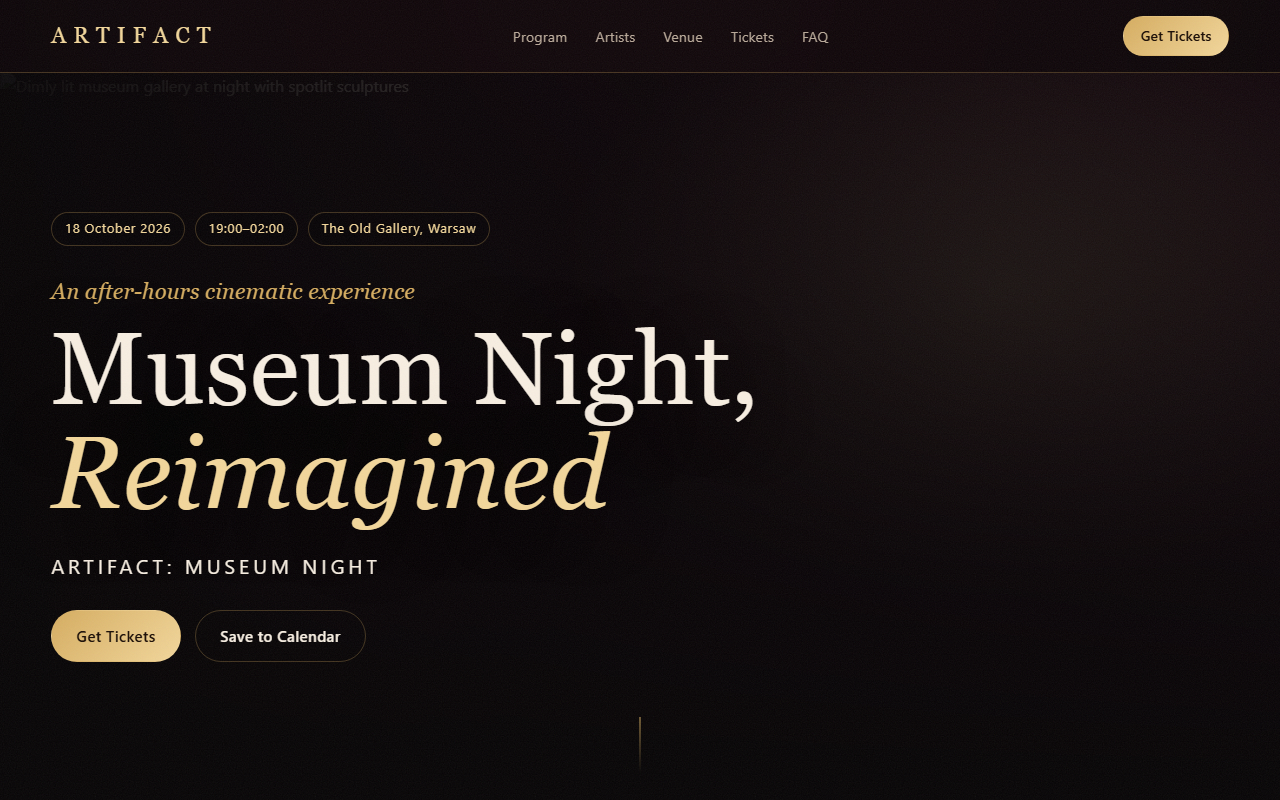 ARTIFACT
Program Artists Venue Tickets FAQ
Get Tickets
Dimly lit museum gallery at night with spotlit sculptures
18 October 2026 19:00–02:00 The Old Gallery, Warsaw
An after-hours cinematic experience
Museum Night,
Reimagined
ARTIFACT: MUSEUM NIGHT
Get Tickets Save to Calendar